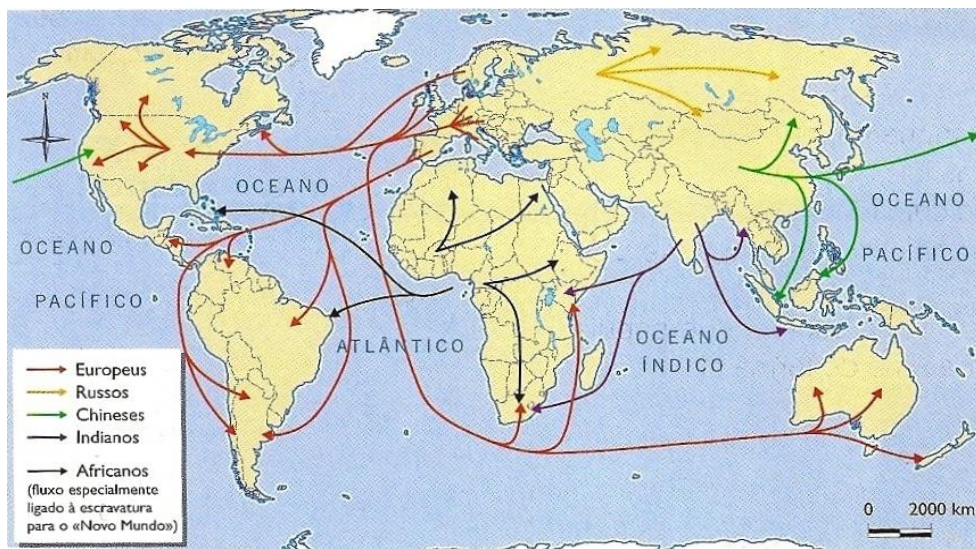 N
OCEANO
OCEANO
PACÍFICO
ATLÂNTICO
OCEANO
ÍNDICO
OCEANO
PACÍFICO
Europeus
Russos
Chineses
Indianos
Africanos
(fluxo especialmente
ligado à escravatura
para o «Novo Mundo»)
0 2000 km